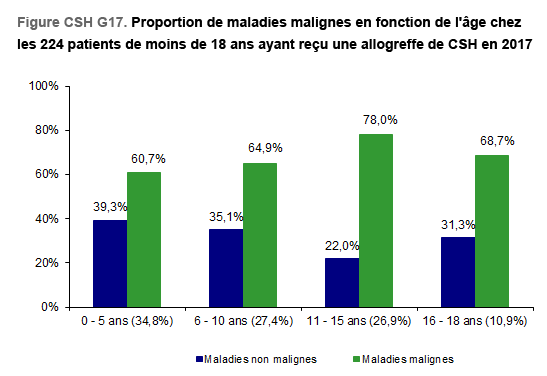 Figure CSH G17. Proportion de maladies malignes en fonction de l'âge chez
les 224 patients de moins de 18 ans ayant reçu une allogreffe de CSH en 2017
100%
80%
60%
40%
20%
0%
39,3%
60,7%
35,1%
64,9%
22,0%
78,0%
31,3%
68,7%
0 - 5 ans (34,8%)
6 - 10 ans (27,4%)
11 - 15 ans (26,9%)
16 - 18 ans (10,9%)
Maladies non malignes
Maladies malignes